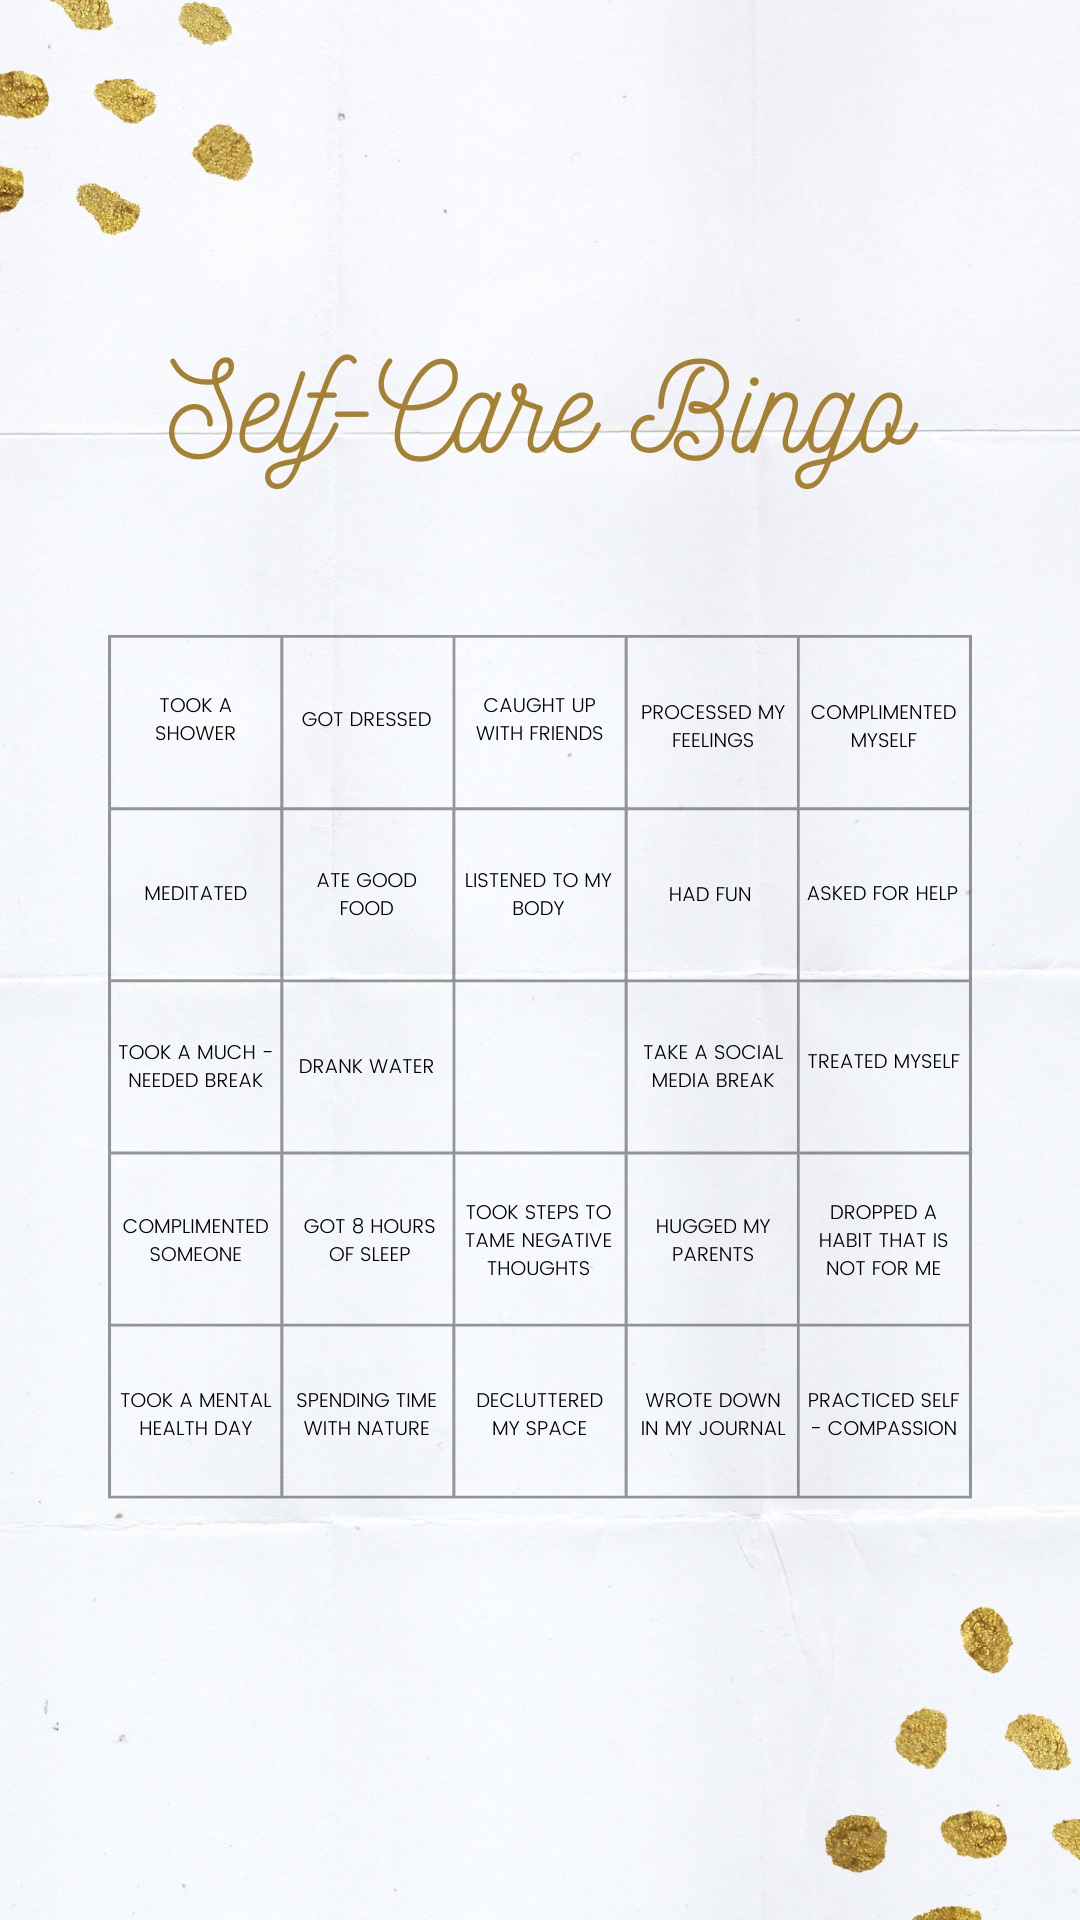 Self-Care Bingo
TOOK A
SHOWER
GOT DRESSED
CAUGHT UP
WITH FRIENDS
PROCESSED MY
FEELINGS
COMPLIMENTED
MYSELF
MEDITATED
ATE GOOD
FOOD
LISTENED TO MY
BODY
HAD FUN
ASKED FOR HELP
TOOK A MUCH -
NEEDED BREAK
DRANK WATER
TAKE A SOCIAL
MEDIA BREAK
TREATED MYSELF
COMPLIMENTED
SOMEONE
GOT 8 HOURS
OF SLEEP
TOOK STEPS TO
TAME NEGATIVE
THOUGHTS
HUGGED MY
PARENTS
DROPPED A
HABIT THAT IS
NOT FOR ME
TOOK A MENTAL
HEALTH DAY
SPENDING TIME
WITH NATURE
DECLUTTERED
MY SPACE
WROTE DOWN
IN MY JOURNAL
PRACTICED SELF
- COMPASSION